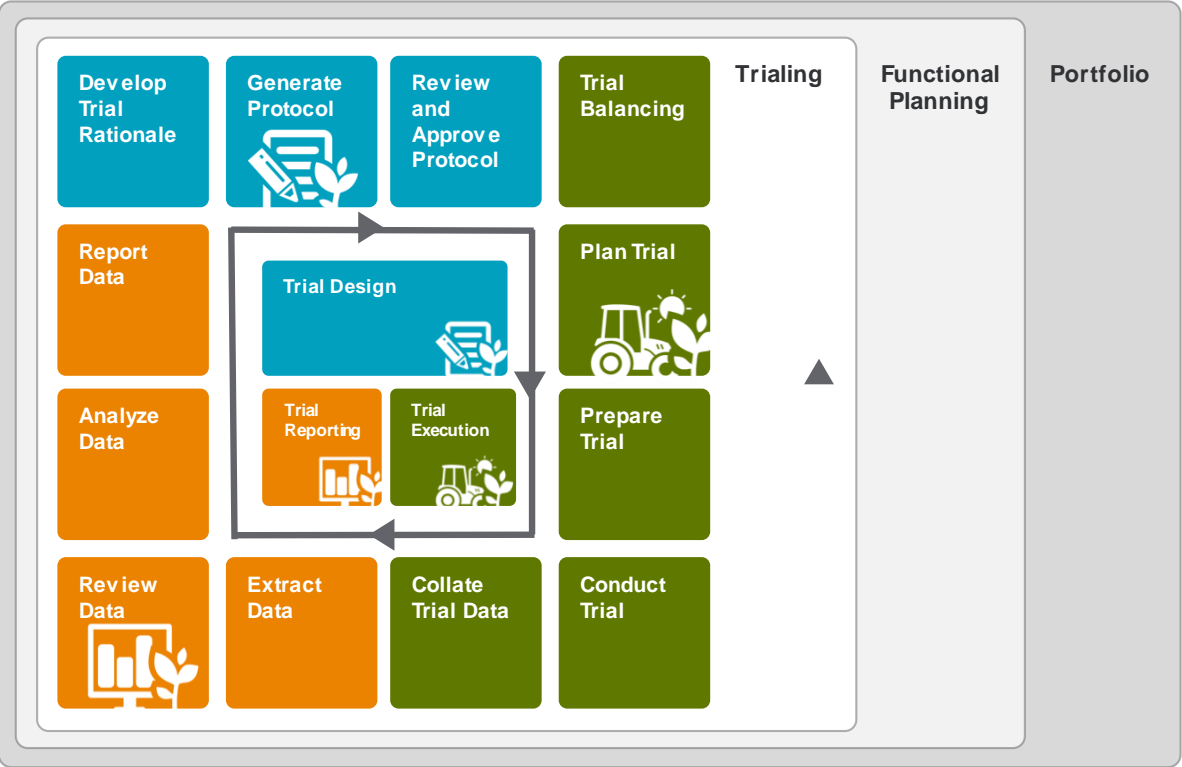 Develop
Trial
Rationale
Generate
Protocol
Review
and
Approve
Protocol
Trial
Balancing
Trialing
Functional
Planning
Portfolio
Report
Data
Trial Design
Plan Trial
Analyze
Data
Trial
Reporting
Trial
Execution
Prepare
Trial
Review
Data
Extract
Data
Collate
Trial Data
Conduct
Trial